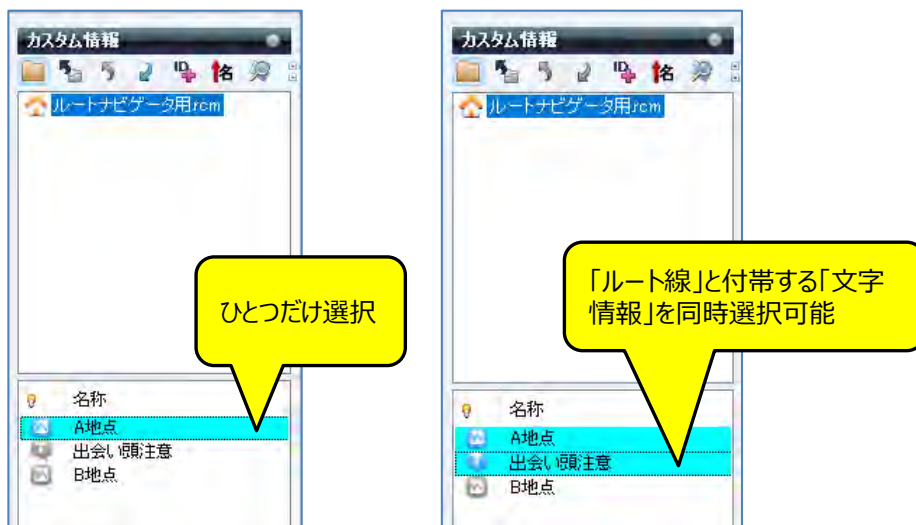 カスタム情報
ID
名
ルートナビゲータ用rcm
ひとつだけ選択
名称
A地点
出会い頭注意
B地点
カスタム情報
ID
名
ルートナビゲータ用rcm
「ルート線」と付帯する「文字
情報」を同時選択可能
名称
A地点
出会い頭注意
B地点